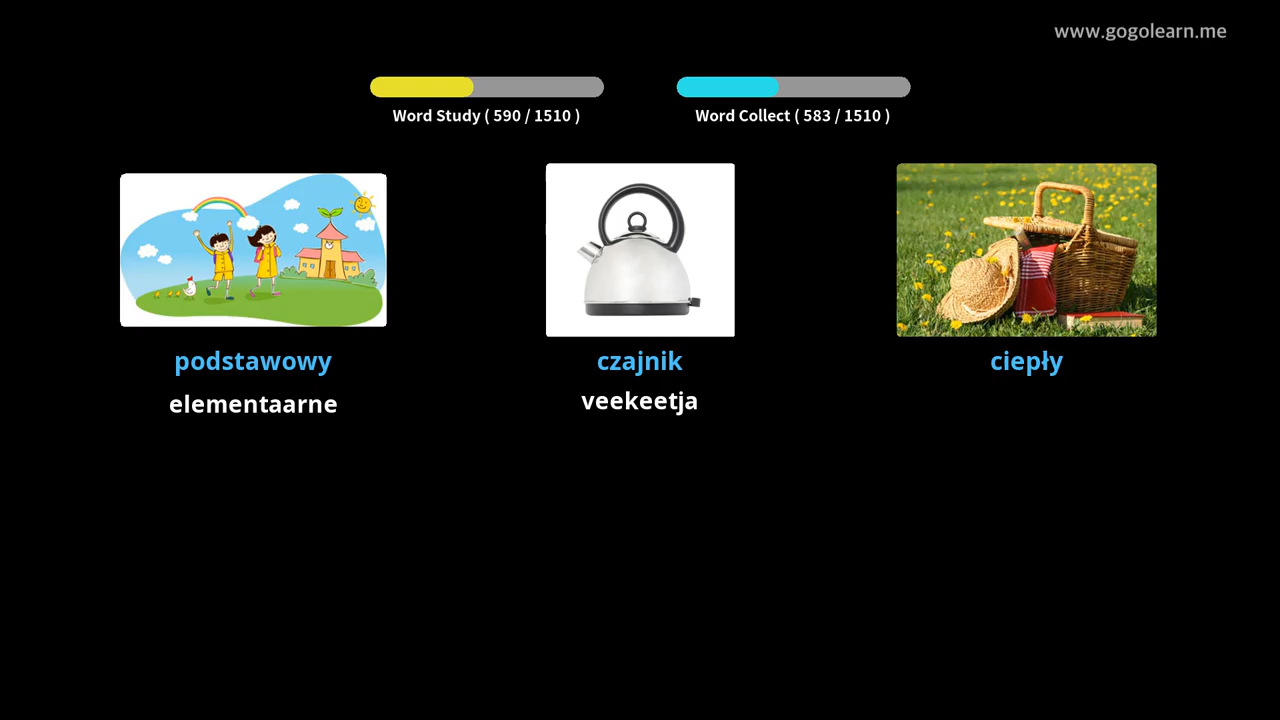 www.gogolearn.me
Word Study ( 590 / 1510 )
Word Collect ( 583 / 1510 )
podstawowy
czajnik
ciepły
elementaarne
veekeetja